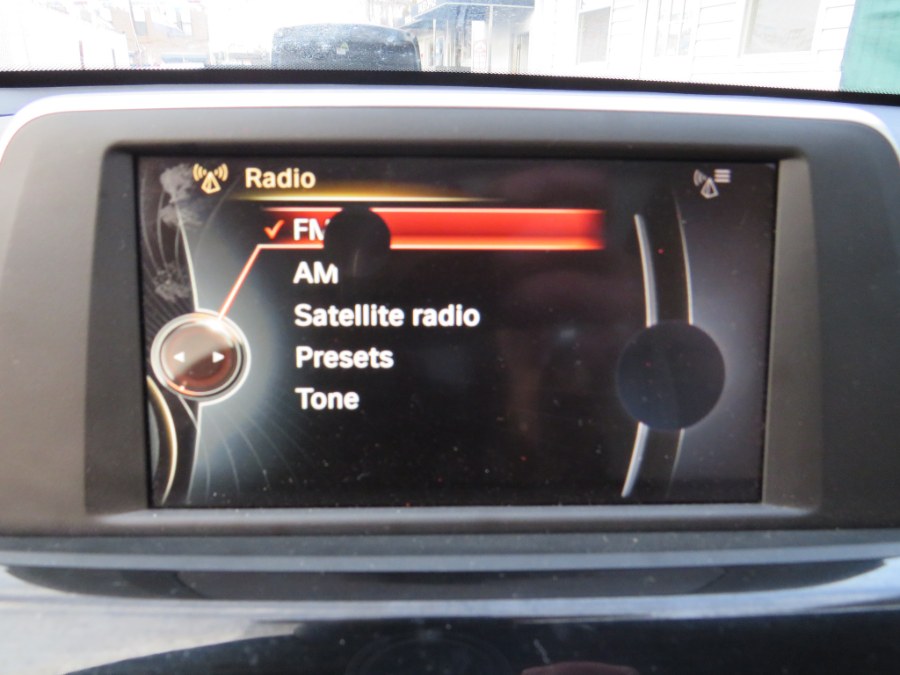 Radio
FM
AM
Satellite radio
Presets
Tone